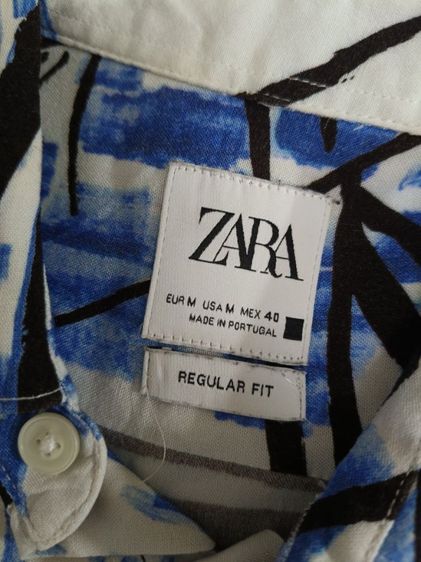 ZARA
EUR M USA M MEX 40
MADE IN PORTUGAL
REGULAR FIT